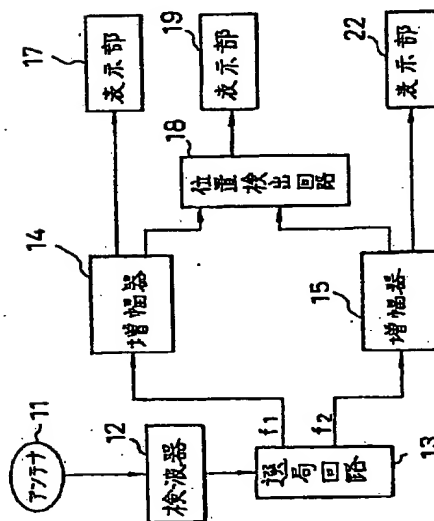 アンテナ
11
検波器
12
選局回路
13
f1
f2
増幅器
14
増幅器
15
表示部
17
位置検出回路
18
表示部
19
表示部
22